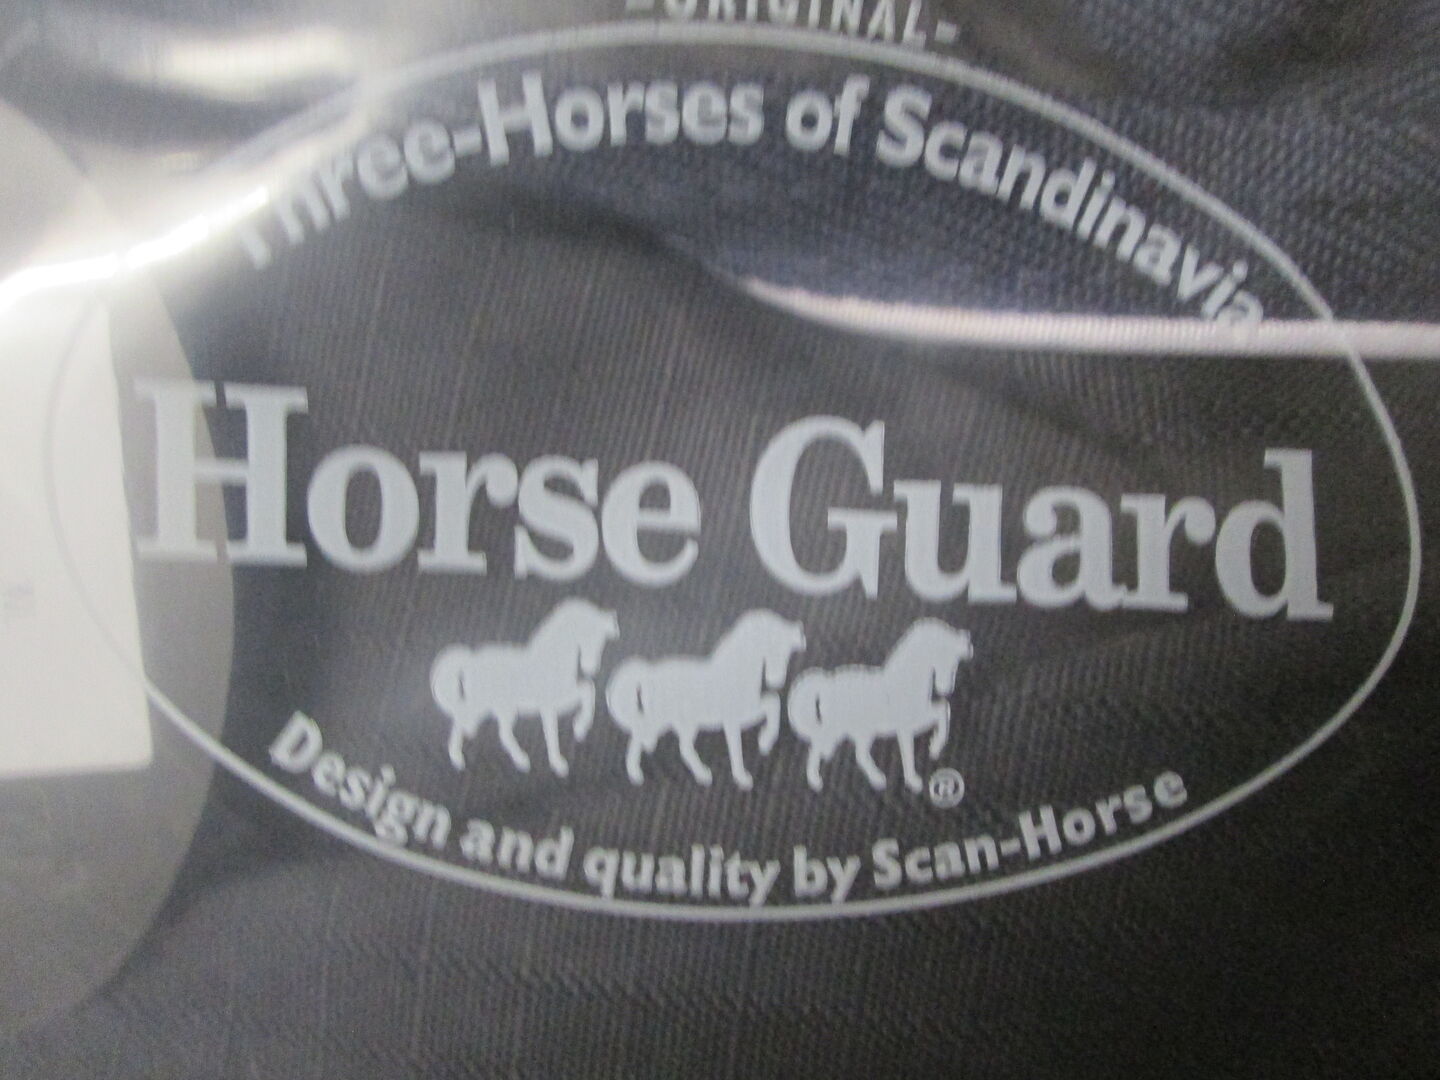 -ORIGINAL-
Three-Horses of Scandinavia
Horse Guard
®
Design and quality by Scan-Horse